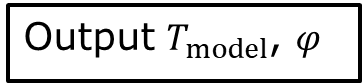 Output T_model, φ